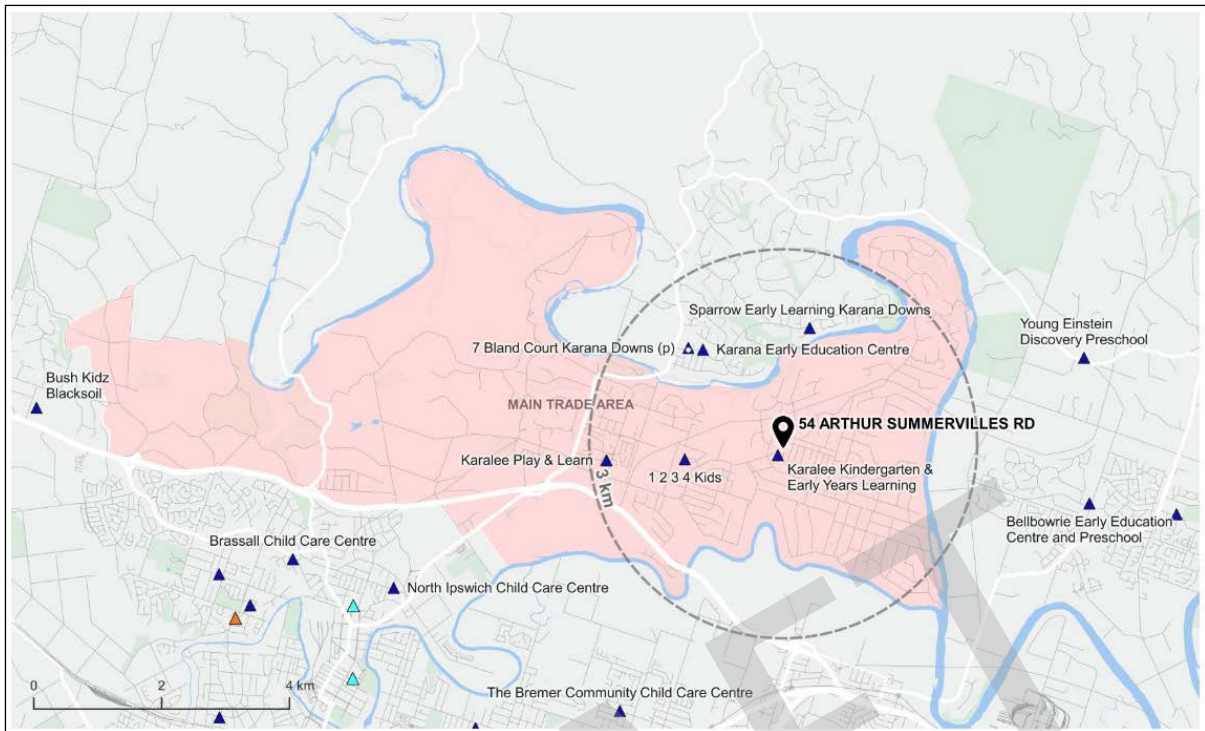 Sparrow Early Learning Karana Downs
7 Bland Court Karana Downs (p)
Karana Early Education Centre
Young Einstein
Discovery Preschool
Bush Kidz
Blacksoil
MAIN TRADE AREA
54 ARTHUR SUMMERVILLES RD
Karalee Play & Learn
3 km
1 2 3 4 Kids
Karalee Kindergarten &
Early Years Learning
Bellbowrie Early Education
Centre and Preschool
Brassall Child Care Centre
North Ipswich Child Care Centre
0 2 4 km
The Bremer Community Child Care Centre